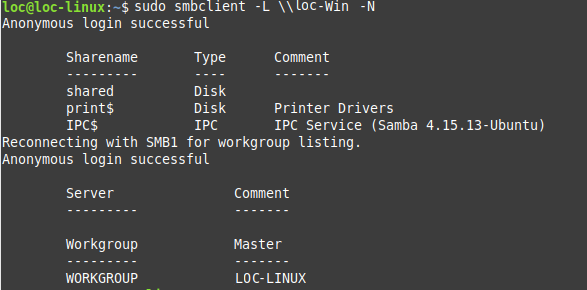 loc@loc-linux:~$ sudo smbclient -L \\loc-Win -N
Anonymous login successful
Sharename Type Comment
--------- ---- -------
shared Disk
print$ Disk Printer Drivers
IPC$ IPC IPC Service (Samba 4.15.13-Ubuntu)
Reconnecting with SMB1 for workgroup listing.
Anonymous login successful
Server Comment
--------- -------
Workgroup Master
--------- -------
WORKGROUP LOC-LINUX